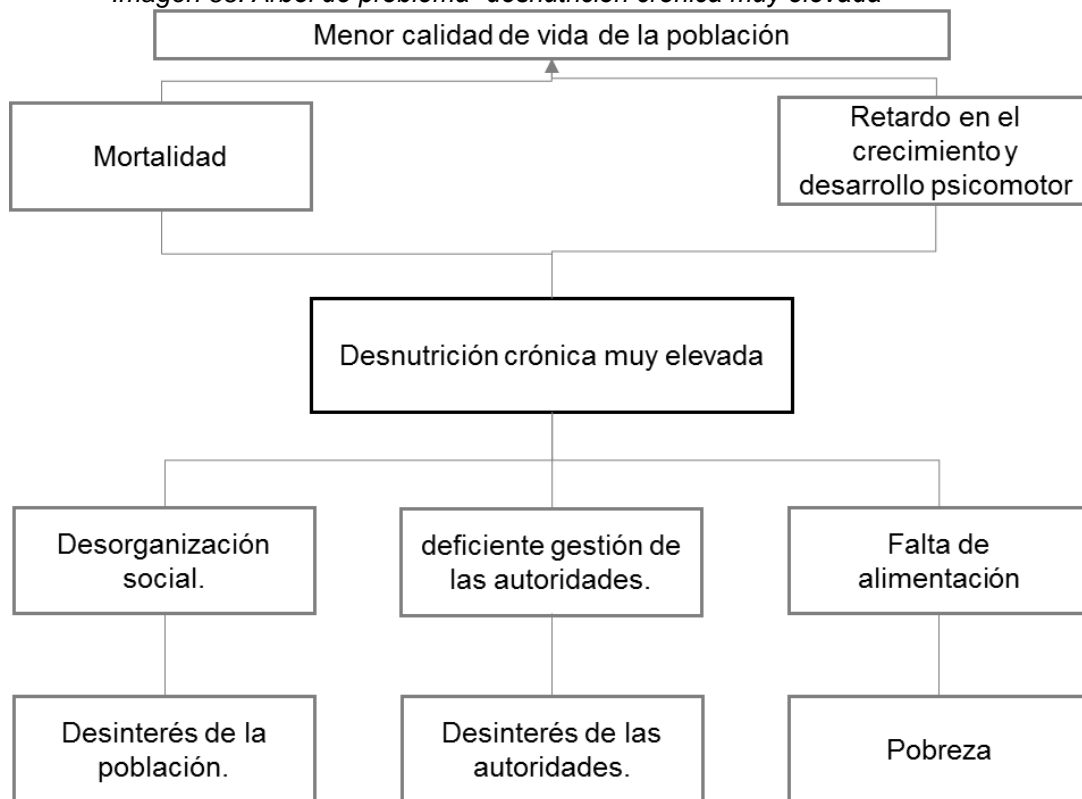 Menor calidad de vida de la población
Mortalidad
Retardo en el
crecimiento y
desarrollo psicomotor
Desnutrición crónica muy elevada
Desorganización
social.
deficiente gestión de
las autoridades.
Falta de
alimentación
Desinterés de la
población.
Desinterés de las
autoridades.
Pobreza